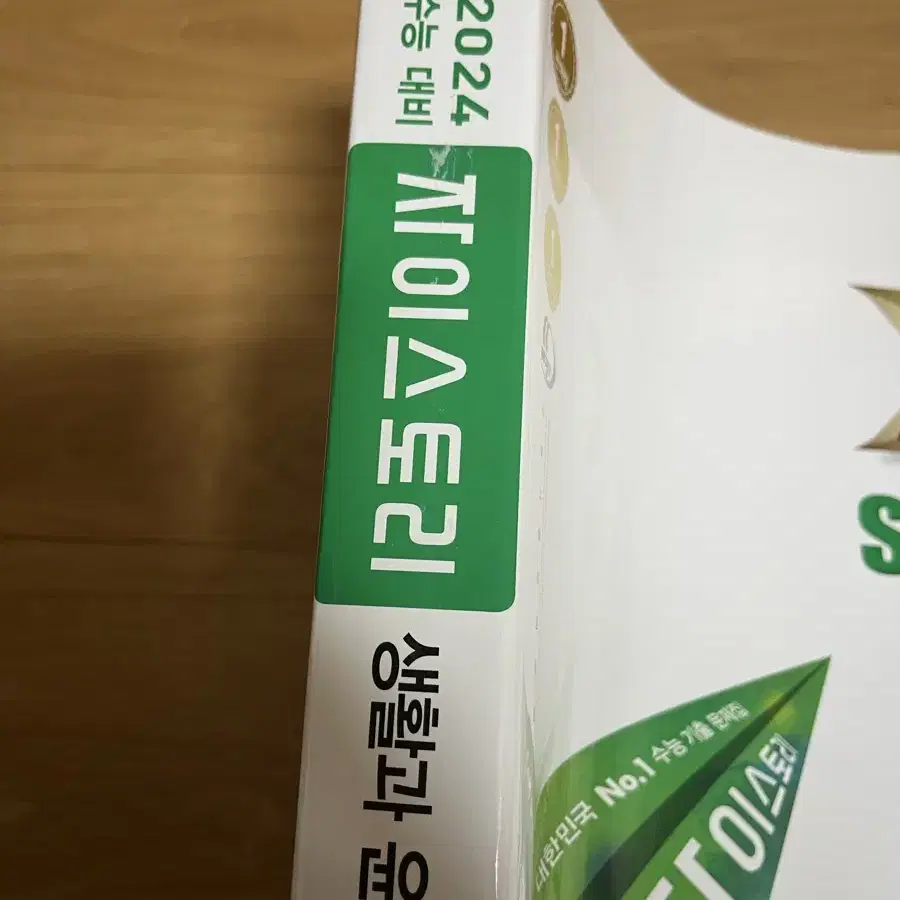 2024
수능 대비
자이스토리
생활과 윤
S
대한민국 No.1 수능 기출 문제집
자이스토리